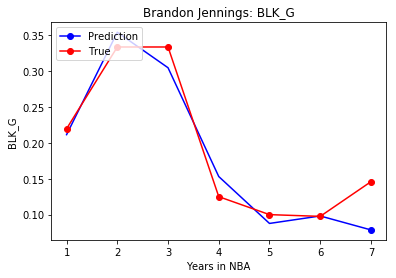 Brandon Jennings: BLK_G
Prediction
True
BLK_G
0.35
0.30
0.25
0.20
0.15
0.10
1 2 3 4 5 6 7
Years in NBA